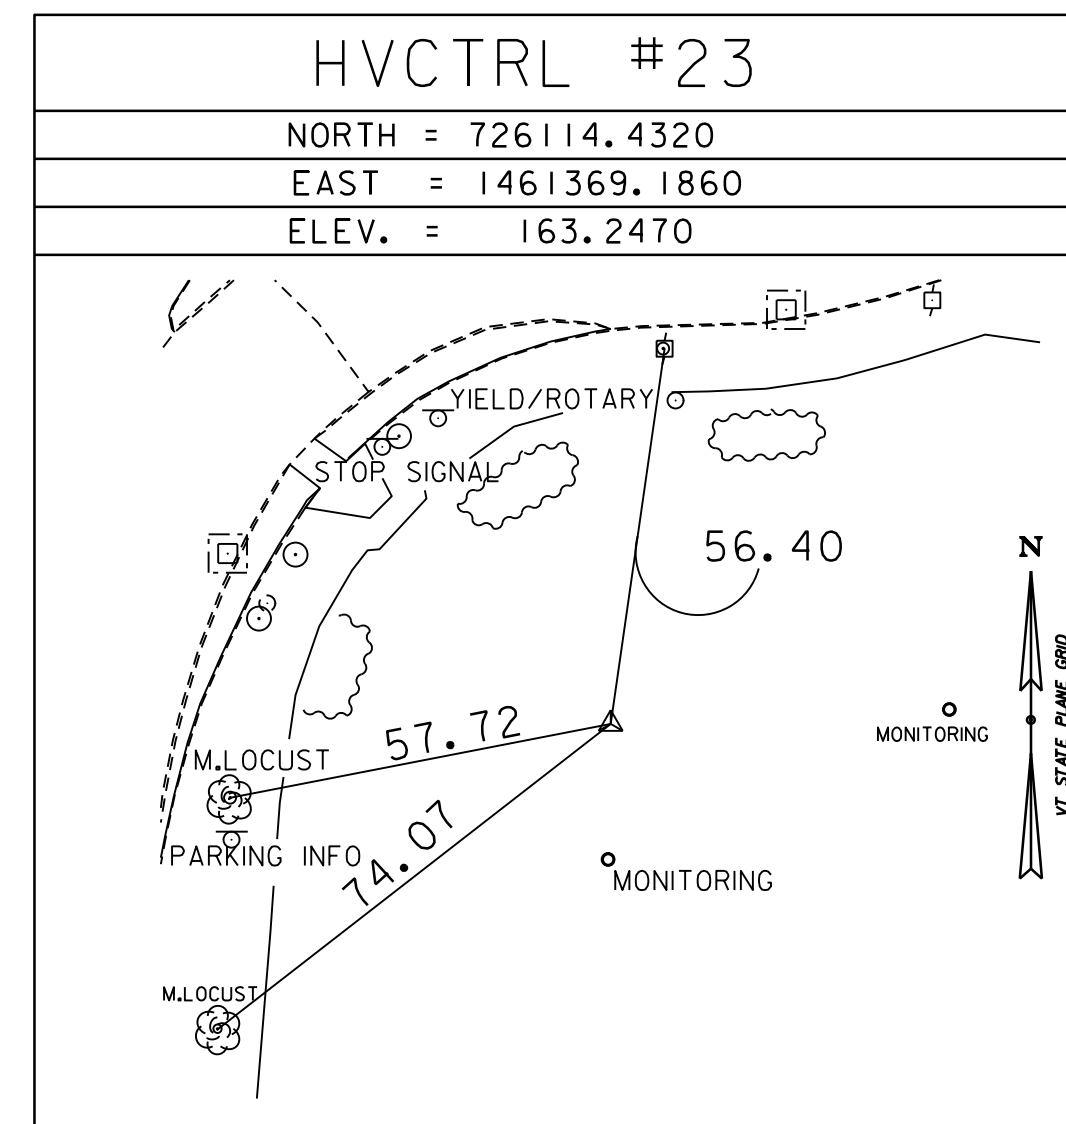 HVCTRL #23
NORTH = 726114.4320
EAST = 1461369.1860
ELEV. = 163.2470
YIELD/ROTARY
STOP SIGNAL
56.40
N
VT STATE PLANE GRID
57.72
MONITORING
M.LOCUST
74.07
PARKING INFO
MONITORING
M.LOCUST